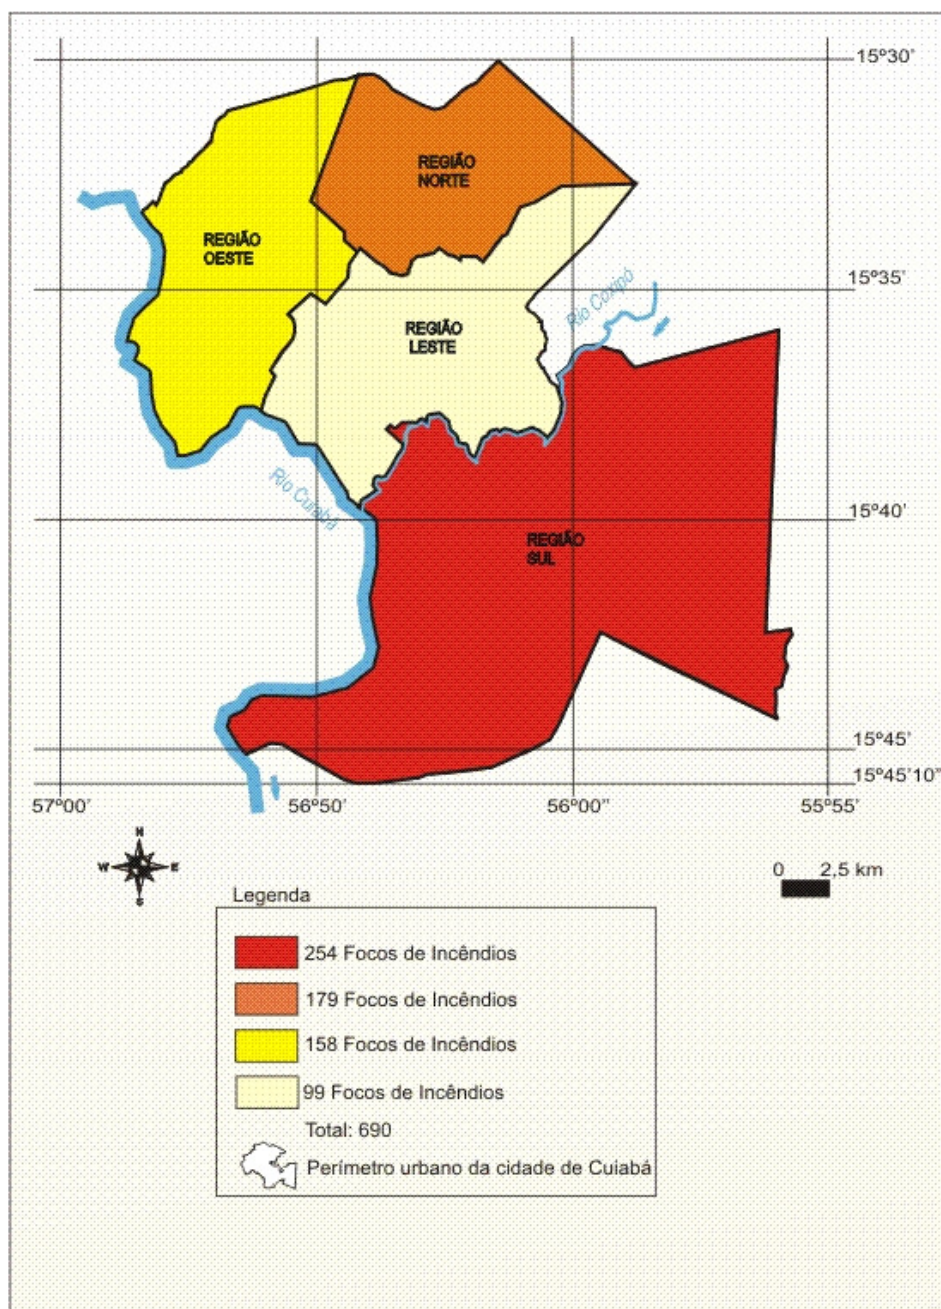 15º30'
REGIÃO
NORTE
REGIÃO
OESTE
15º35'
Rio Coxipó
REGIÃO
LESTE
Rio Cuiabá
15º40'
REGIÃO
SUL
15º45'
15º45'10"
57º00'
56º50'
56º00"
55º55'
N
W
E
S
0 2,5 km
Legenda
254 Focos de Incêndios
179 Focos de Incêndios
158 Focos de Incêndios
99 Focos de Incêndios
Total: 690
Perímetro urbano da cidade de Cuiabá